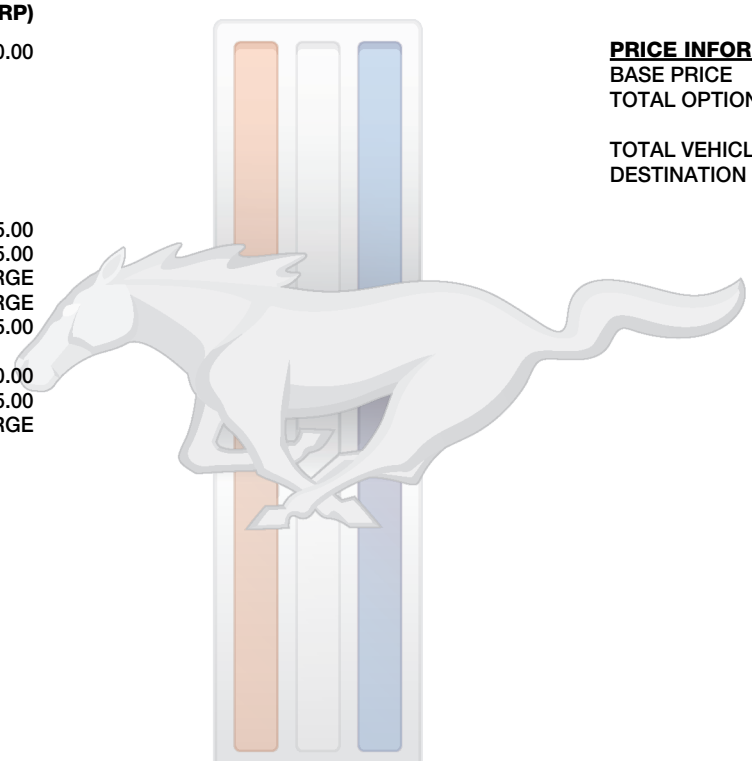 RP)
0.00
5.00
5.00
RGE
RGE
5.00
0.00
5.00
RGE
PRICE INFOR
BASE PRICE
TOTAL OPTION
TOTAL VEHICL
DESTINATION